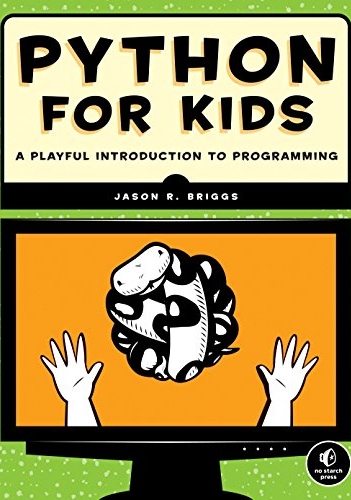 PYTHON
FOR KIDS
A PLAYFUL INTRODUCTION TO PROGRAMMING
JASON R. BRIGGS
no starch
press